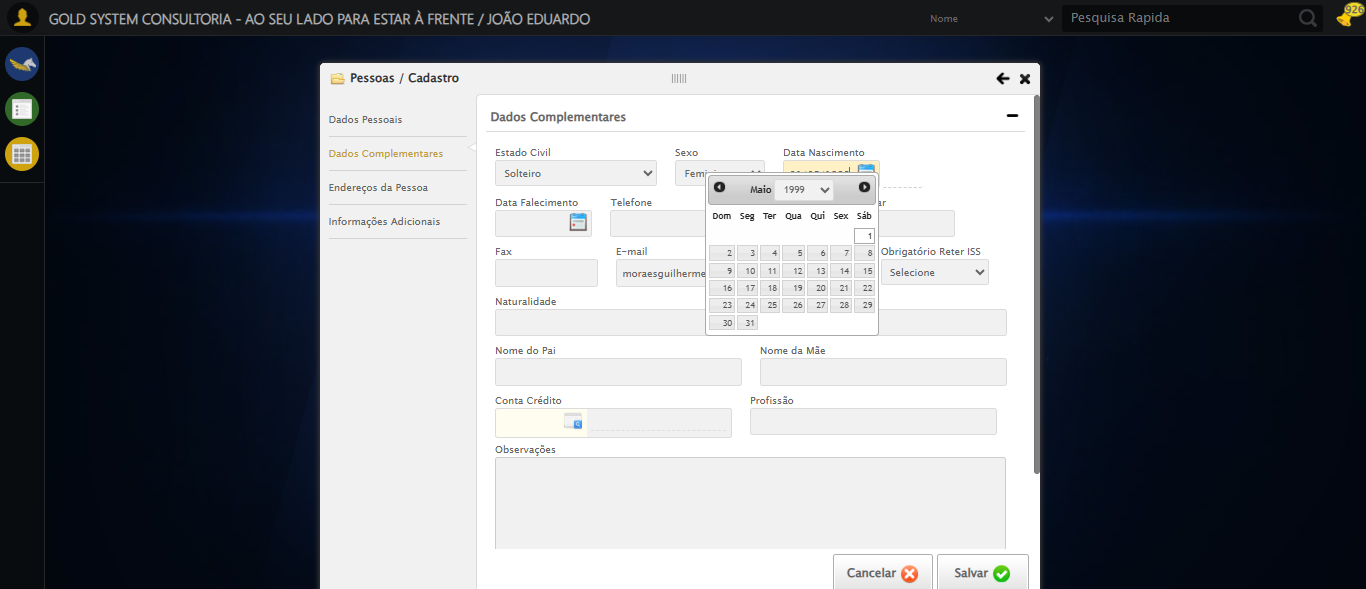 GOLD SYSTEM CONSULTORIA - AO SEU LADO PARA ESTAR À FRENTE / JOÃO EDUARDO
Nome
Pesquisa Rapida
926
Pessoas / Cadastro
Dados Pessoais
Dados Complementares
Endereços da Pessoa
Informações Adicionais
Dados Complementares
Estado Civil Sexo Data Nascimento
Solteiro
Maio 1999
Dom Seg Ter Qua Qui Sex Sáb
1
2 3 4 5 6 7 8
9 10 11 12 13 14 15
16 17 18 19 20 21 22
23 24 25 26 27 28 29
30 31
Data Falecimento Telefone
Fax E-mail Obrigatório Reter ISS
moraesguilherme Selecione
Naturalidade
Nome do Pai Nome da Mãe
Conta Crédito Profissão
Observações
Cancelar Salvar